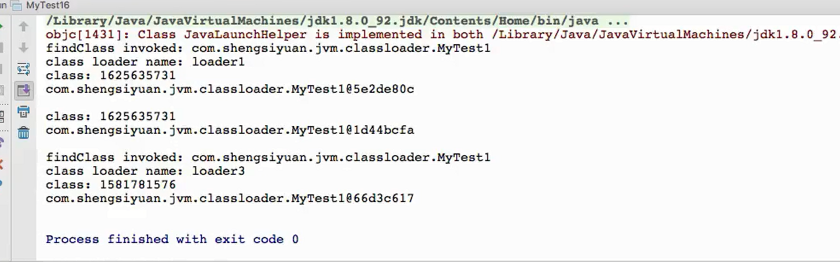 MyTest16
/Library/Java/JavaVirtualMachines/jdk1.8.0_92.jdk/Contents/Home/bin/java ...
objc[1431]: Class JavaLaunchHelper is implemented in both /Library/Java/JavaVirtualMachines/jdk1.8.0_92.
findClass invoked: com.shengsiyuan.jvm.classloader.MyTest1
class loader name: loader1
class: 1625635731
com.shengsiyuan.jvm.classloader.MyTest1@5e2de80c
class: 1625635731
com.shengsiyuan.jvm.classloader.MyTest1@1d44bcfa
findClass invoked: com.shengsiyuan.jvm.classloader.MyTest1
class loader name: loader3
class: 1581781576
com.shengsiyuan.jvm.classloader.MyTest1@66d3c617
Process finished with exit code 0